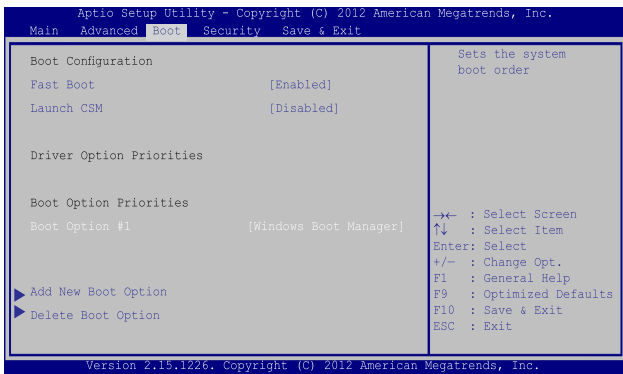 Aptio Setup Utility - Copyright (C) 2012 American Megatrends, Inc.
Main Advanced Boot Security Save & Exit
Boot Configuration
Fast Boot [Enabled]
Launch CSM [Disabled]
Driver Option Priorities
Boot Option Priorities
Boot Option #1 [Windows Boot Manager]
Add New Boot Option
Delete Boot Option
Sets the system
boot order
→← : Select Screen
↑↓ : Select Item
Enter: Select
+/— : Change Opt.
F1 : General Help
F9 : Optimized Defaults
F10 : Save & Exit
ESC : Exit
Version 2.15.1226. Copyright (C) 2012 American Megatrends, Inc.